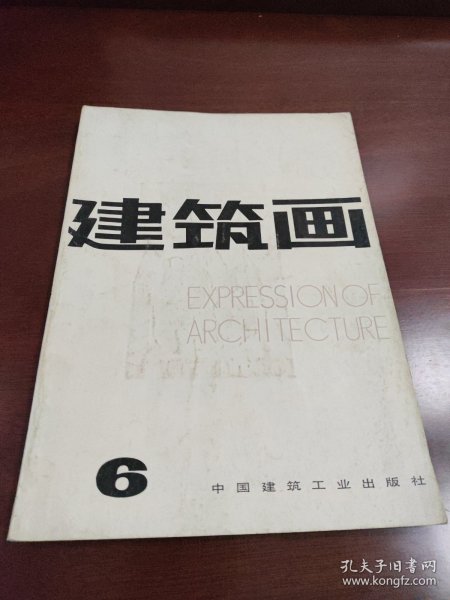 建筑画
EXPRESSION OF
ARCHITECTURE
6
中国建筑工业出版社
孔夫子旧书网
www.kongfz.com